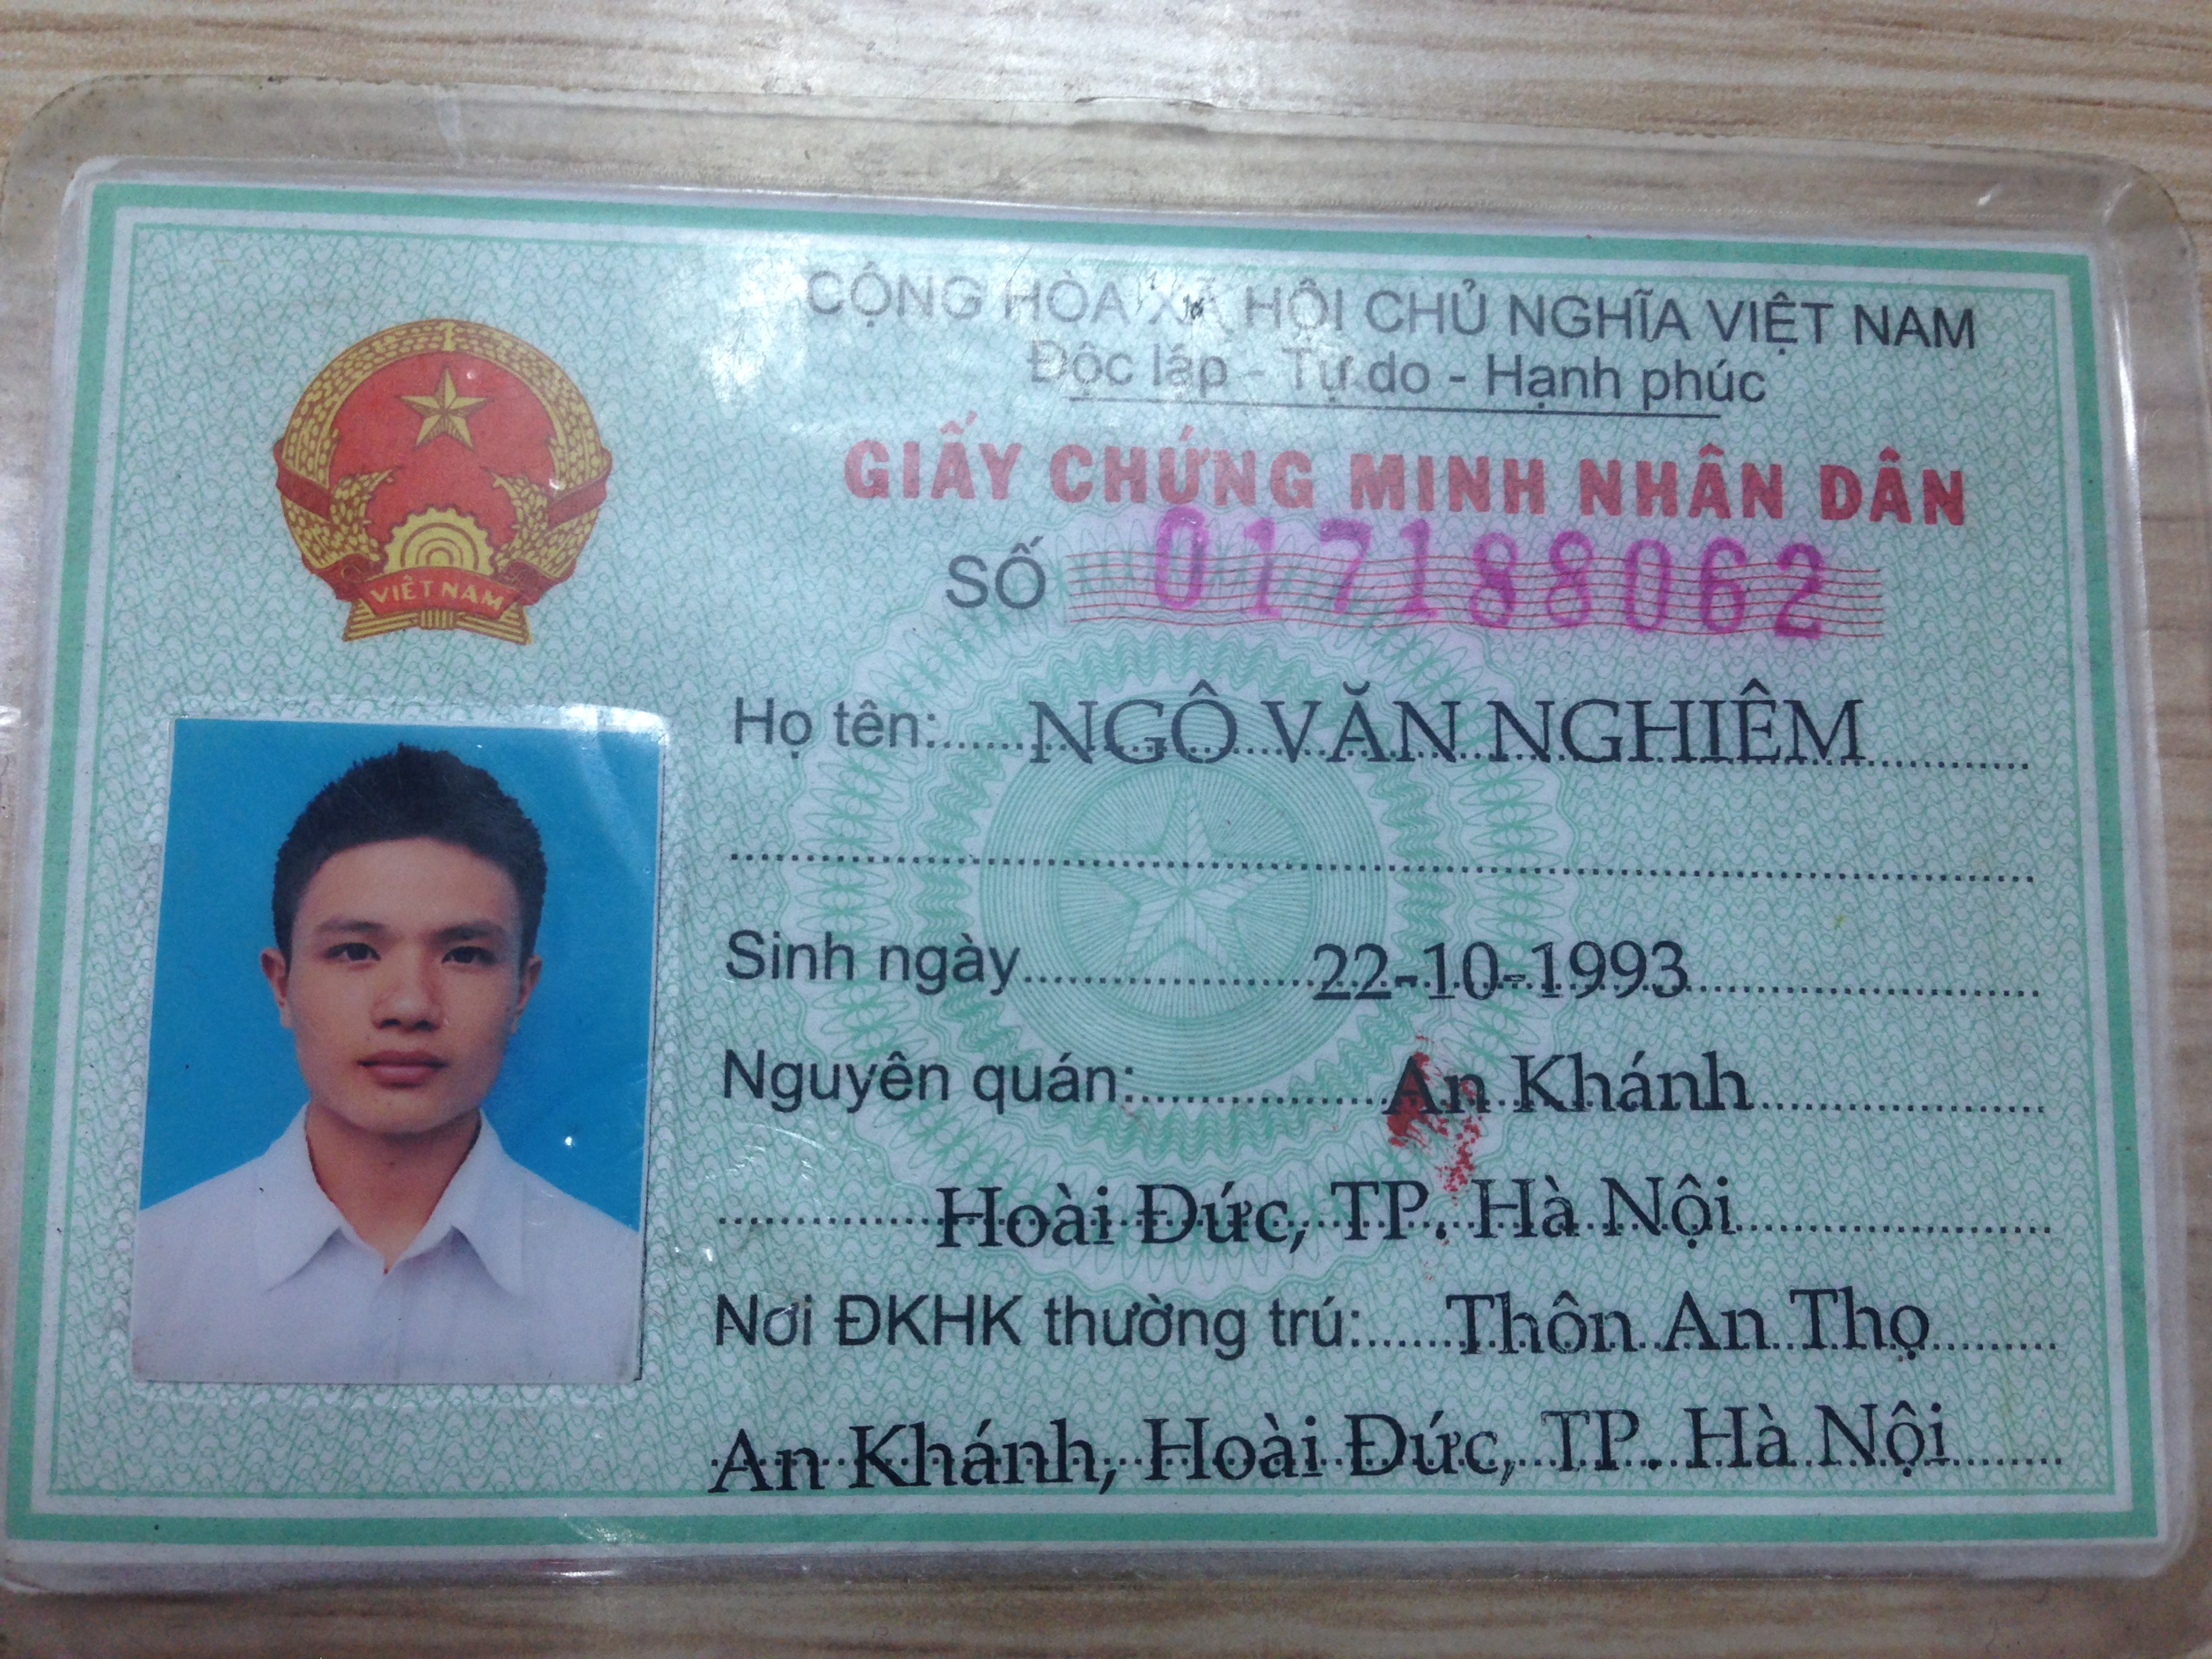 CỘNG HÒA XÃ HỘI CHỦ NGHĨA VIỆT NAM
Độc lập - Tự do - Hạnh phúc
GIẤY CHỨNG MINH NHÂN DÂN
SỐ 017188062
VIỆT NAM
Họ tên: NGÔ VĂN NGHIÊM
Sinh ngày 22-10-1993
Nguyên quán: An Khánh
Hoài Đức, TP. Hà Nội
Nơi ĐKHK thường trú: Thôn An Thọ
An Khánh, Hoài Đức, TP. Hà Nội